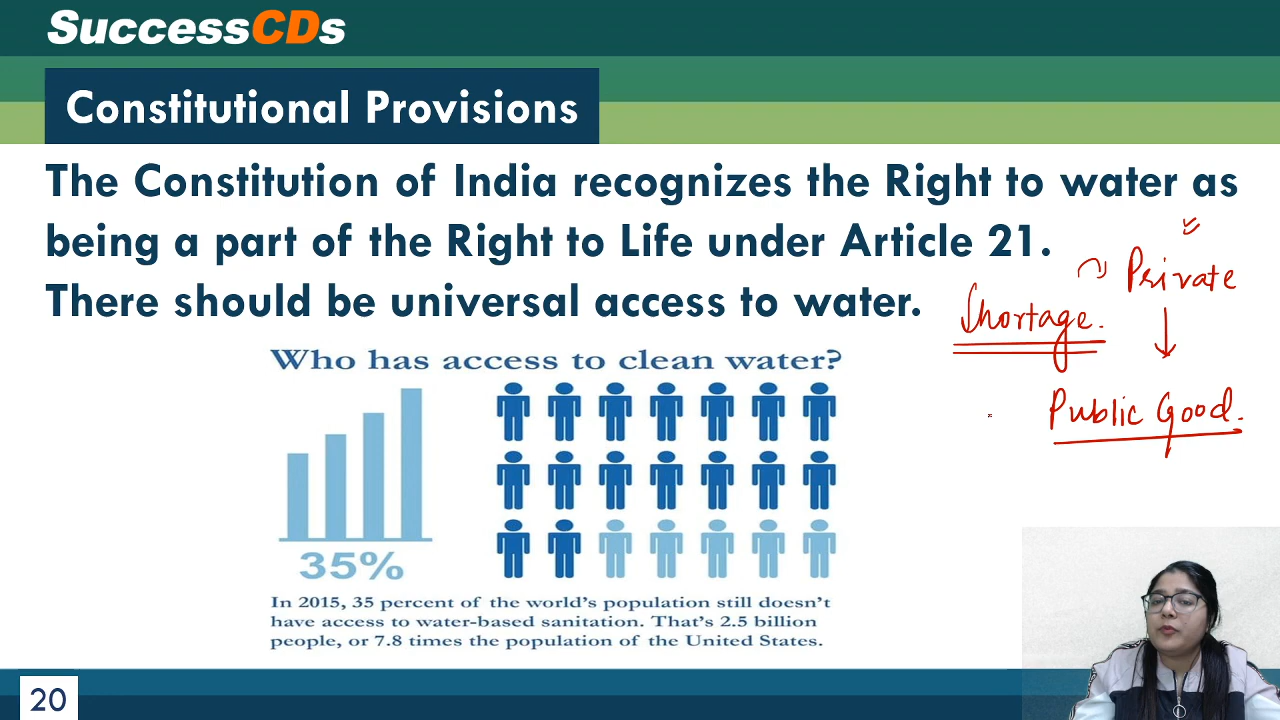 SuccessCDs
Constitutional Provisions
The Constitution of India recognizes the Right to water as
being a part of the Right to Life under Article 21.
There should be universal access to water.
Private
Shortage.
Public Good.
Who has access to clean water?
35%
In 2015, 35 percent of the world's population still doesn't
have access to water-based sanitation. That's 2.5 billion
people, or 7.8 times the population of the United States.
20